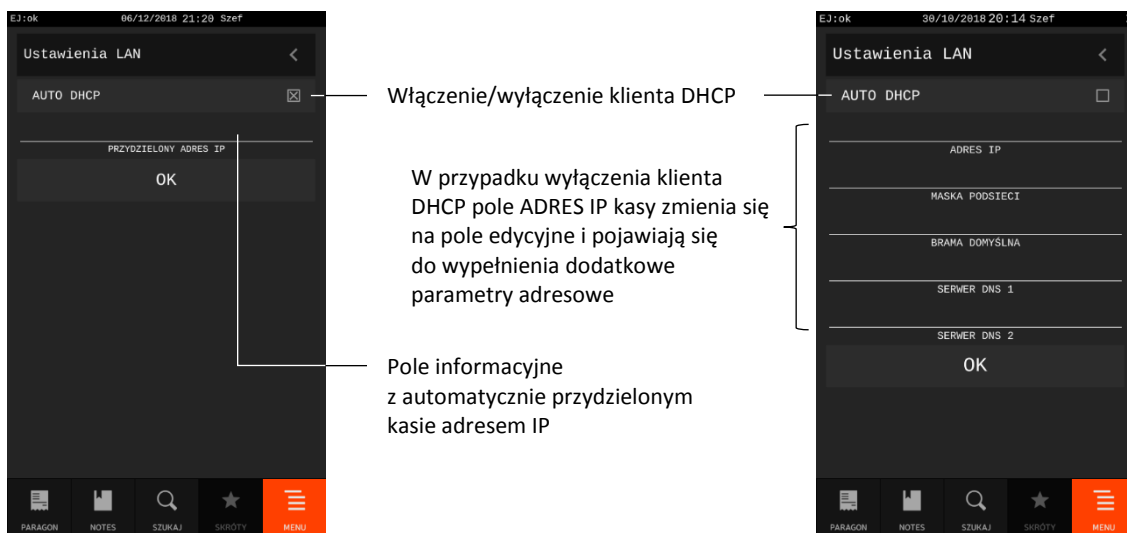 EJ:ok 06/12/2018 21:20 Szef
Ustawienia LAN
AUTO DHCP
PRZYDZIELONY ADRES IP
OK
PARAGON NOTES SZUKAJ SKRÓTY MENU
Włączenie/wyłączenie klienta DHCP
W przypadku wyłączenia klienta
DHCP pole ADRES IP kasy zmienia się
na pole edycyjne i pojawiają się
do wypełnienia dodatkowe
parametry adresowe
Pole informacyjne
z automatycznie przydzielonym
kasie adresem IP
EJ:ok 30/10/2018 20:14 Szef
Ustawienia LAN
AUTO DHCP
ADRES IP
MASKA PODSIECI
BRAMA DOMYŚLNA
SERWER DNS 1
SERWER DNS 2
OK
PARAGON NOTES SZUKAJ SKRÓTY MENU